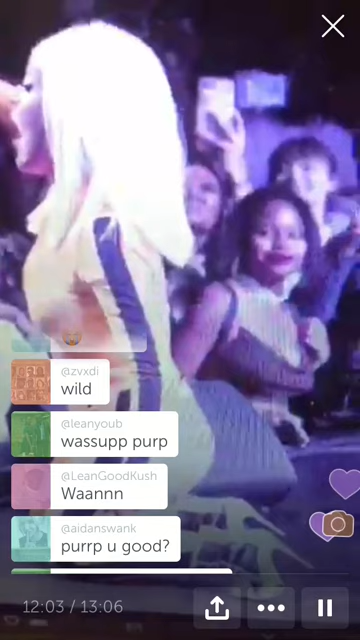 @zvxdi
wild
@leanyoub
wassupp purp
@LeanGoodKush
Waannn
@aidanswank
purrp u good?
12:03 / 13:06